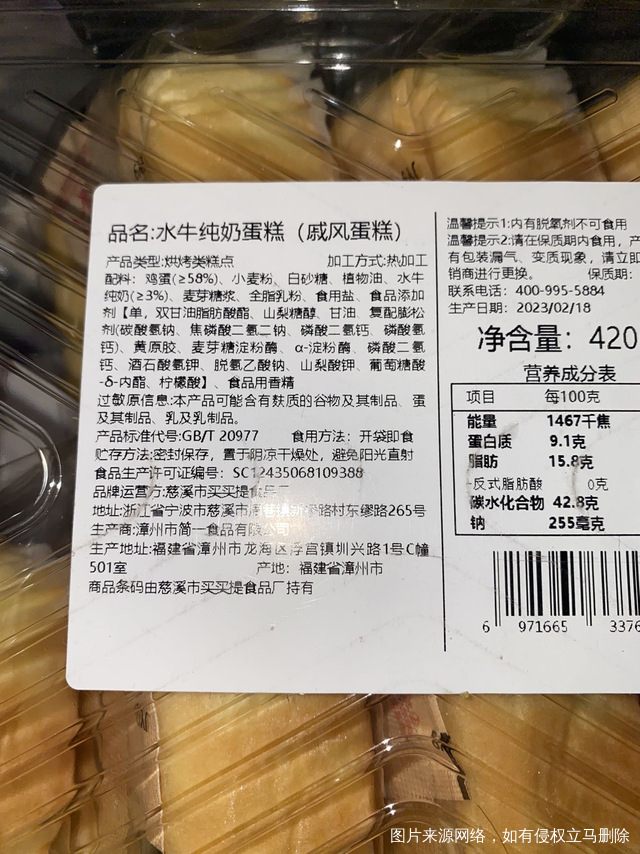 品名:水牛纯奶蛋糕（戚风蛋糕）
产品类型:烘烤类糕点 加工方式:热加工
配料：鸡蛋(≥58%)、小麦粉、白砂糖、植物油、水牛
纯奶(≥3%)、麦芽糖浆、全脂乳粉、食用盐、食品添加
剂【单，双甘油脂肪酸酯、山梨糖醇、甘油、复配膨松
剂(碳酸氢钠、焦磷酸二氢二钠、磷酸二氢钙、磷酸氢
钙)、黄原胶、麦芽糖淀粉酶、α-淀粉酶、磷酸二氢
钙、酒石酸氢钾、脱氢乙酸钠、山梨酸钾、葡萄糖酸
-δ-内酯、柠檬酸】、食品用香精
过敏原信息:本产品可能含有麸质的谷物及其制品、蛋
及其制品、乳及乳制品。
产品标准代号:GB/T 20977 食用方法：开袋即食
贮存方法:密封保存，置于阴凉干燥处，避免阳光直射
食品生产许可证编号：SC12435068109388
品牌运营方:慈溪市买买提食品
地址:浙江省宁波市慈溪市 路村东缪路265号
生产商:漳州市简一食品有限公司
生产地址:福建省漳州市龙海区浮宫镇圳兴路1号C幢
501室 产地：福建省漳州市
商品条码由慈溪市买买提食品厂持有
温馨提示1:内有脱氧剂不可食用
温馨提示2:请在保质期内食用，产
有包装漏气、变质现象，请立即
销商进行更换。 保质期:
联系电话：400-995-5884
生产日期：2023/02/18
净含量：420
营养成分表
项目 每100克
能量 1467千焦
蛋白质 9.1克
脂肪 15.8克
-反式脂肪酸 0克
碳水化合物 42.8克
钠 255毫克
6 971665 3376
图片来源网络，如有侵权立马删除